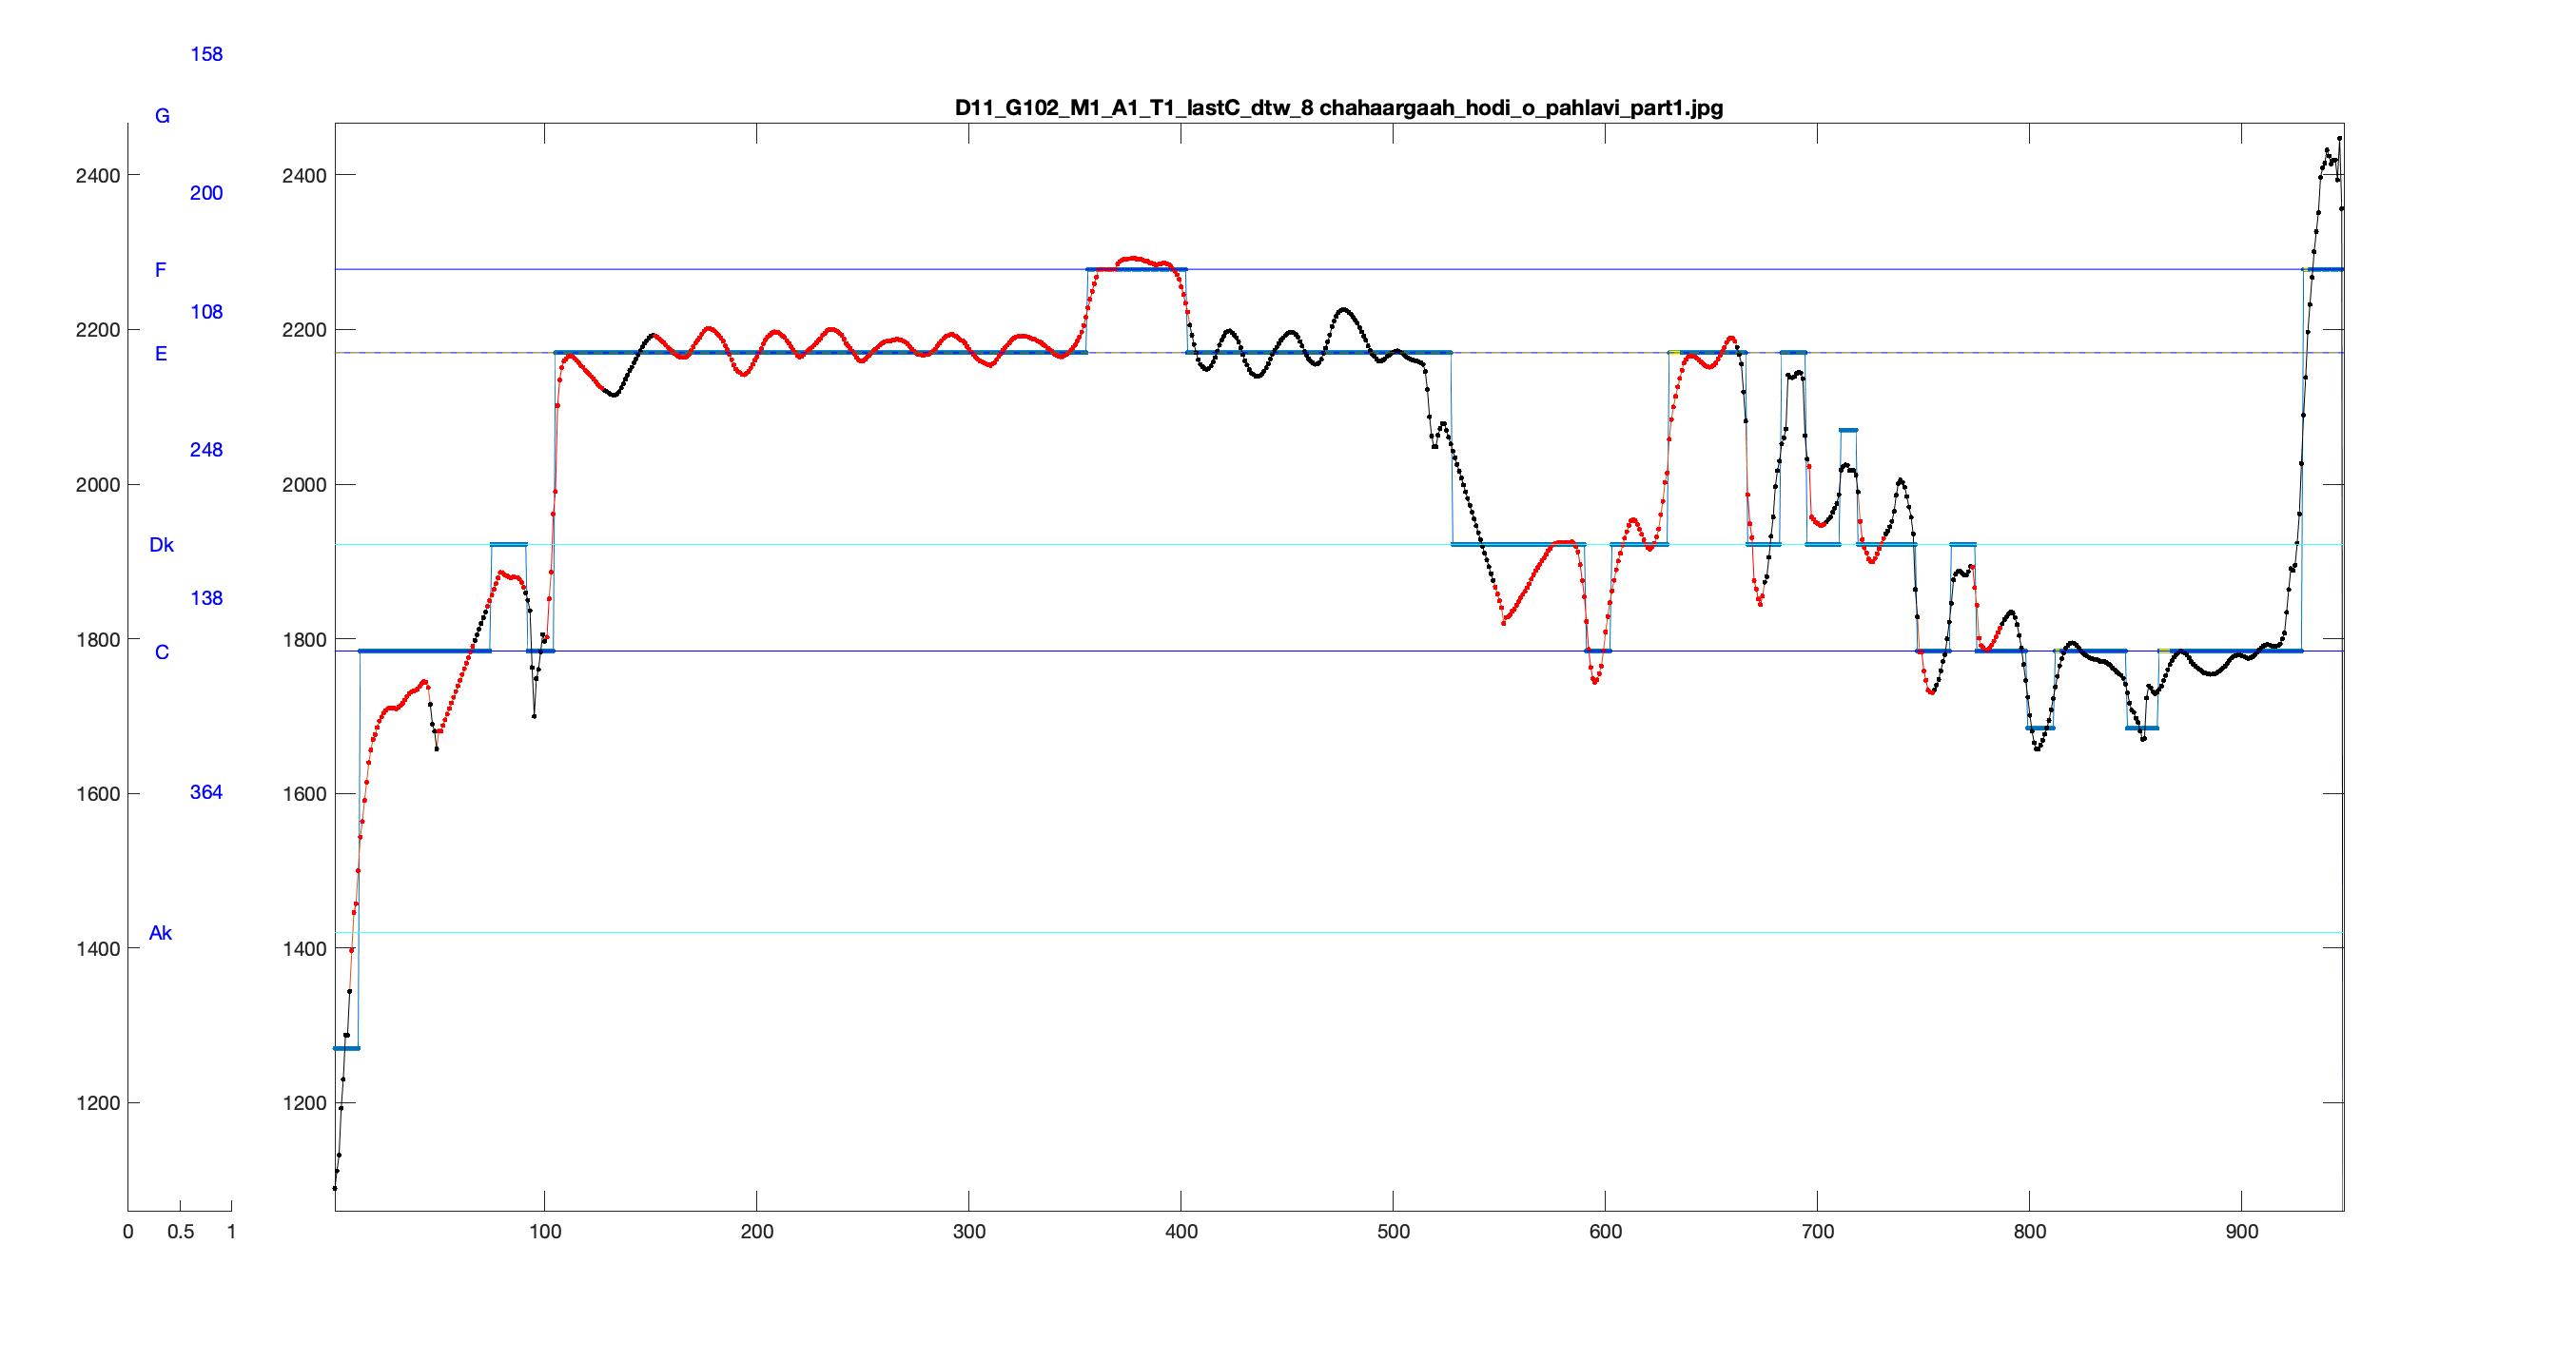 158
D11_G102_M1_A1_T1_lastC_dtw_8 chahaargaah_hodi_o_pahlavi_part1.jpg
G
2400 200 2400
F
108
2200 2200
E
248
2000 2000
Dk
138
1800 1800
C
364
1600 1600
Ak
1400 1400
1200 1200
0 0.5 1 100 200 300 400 500 600 700 800 900